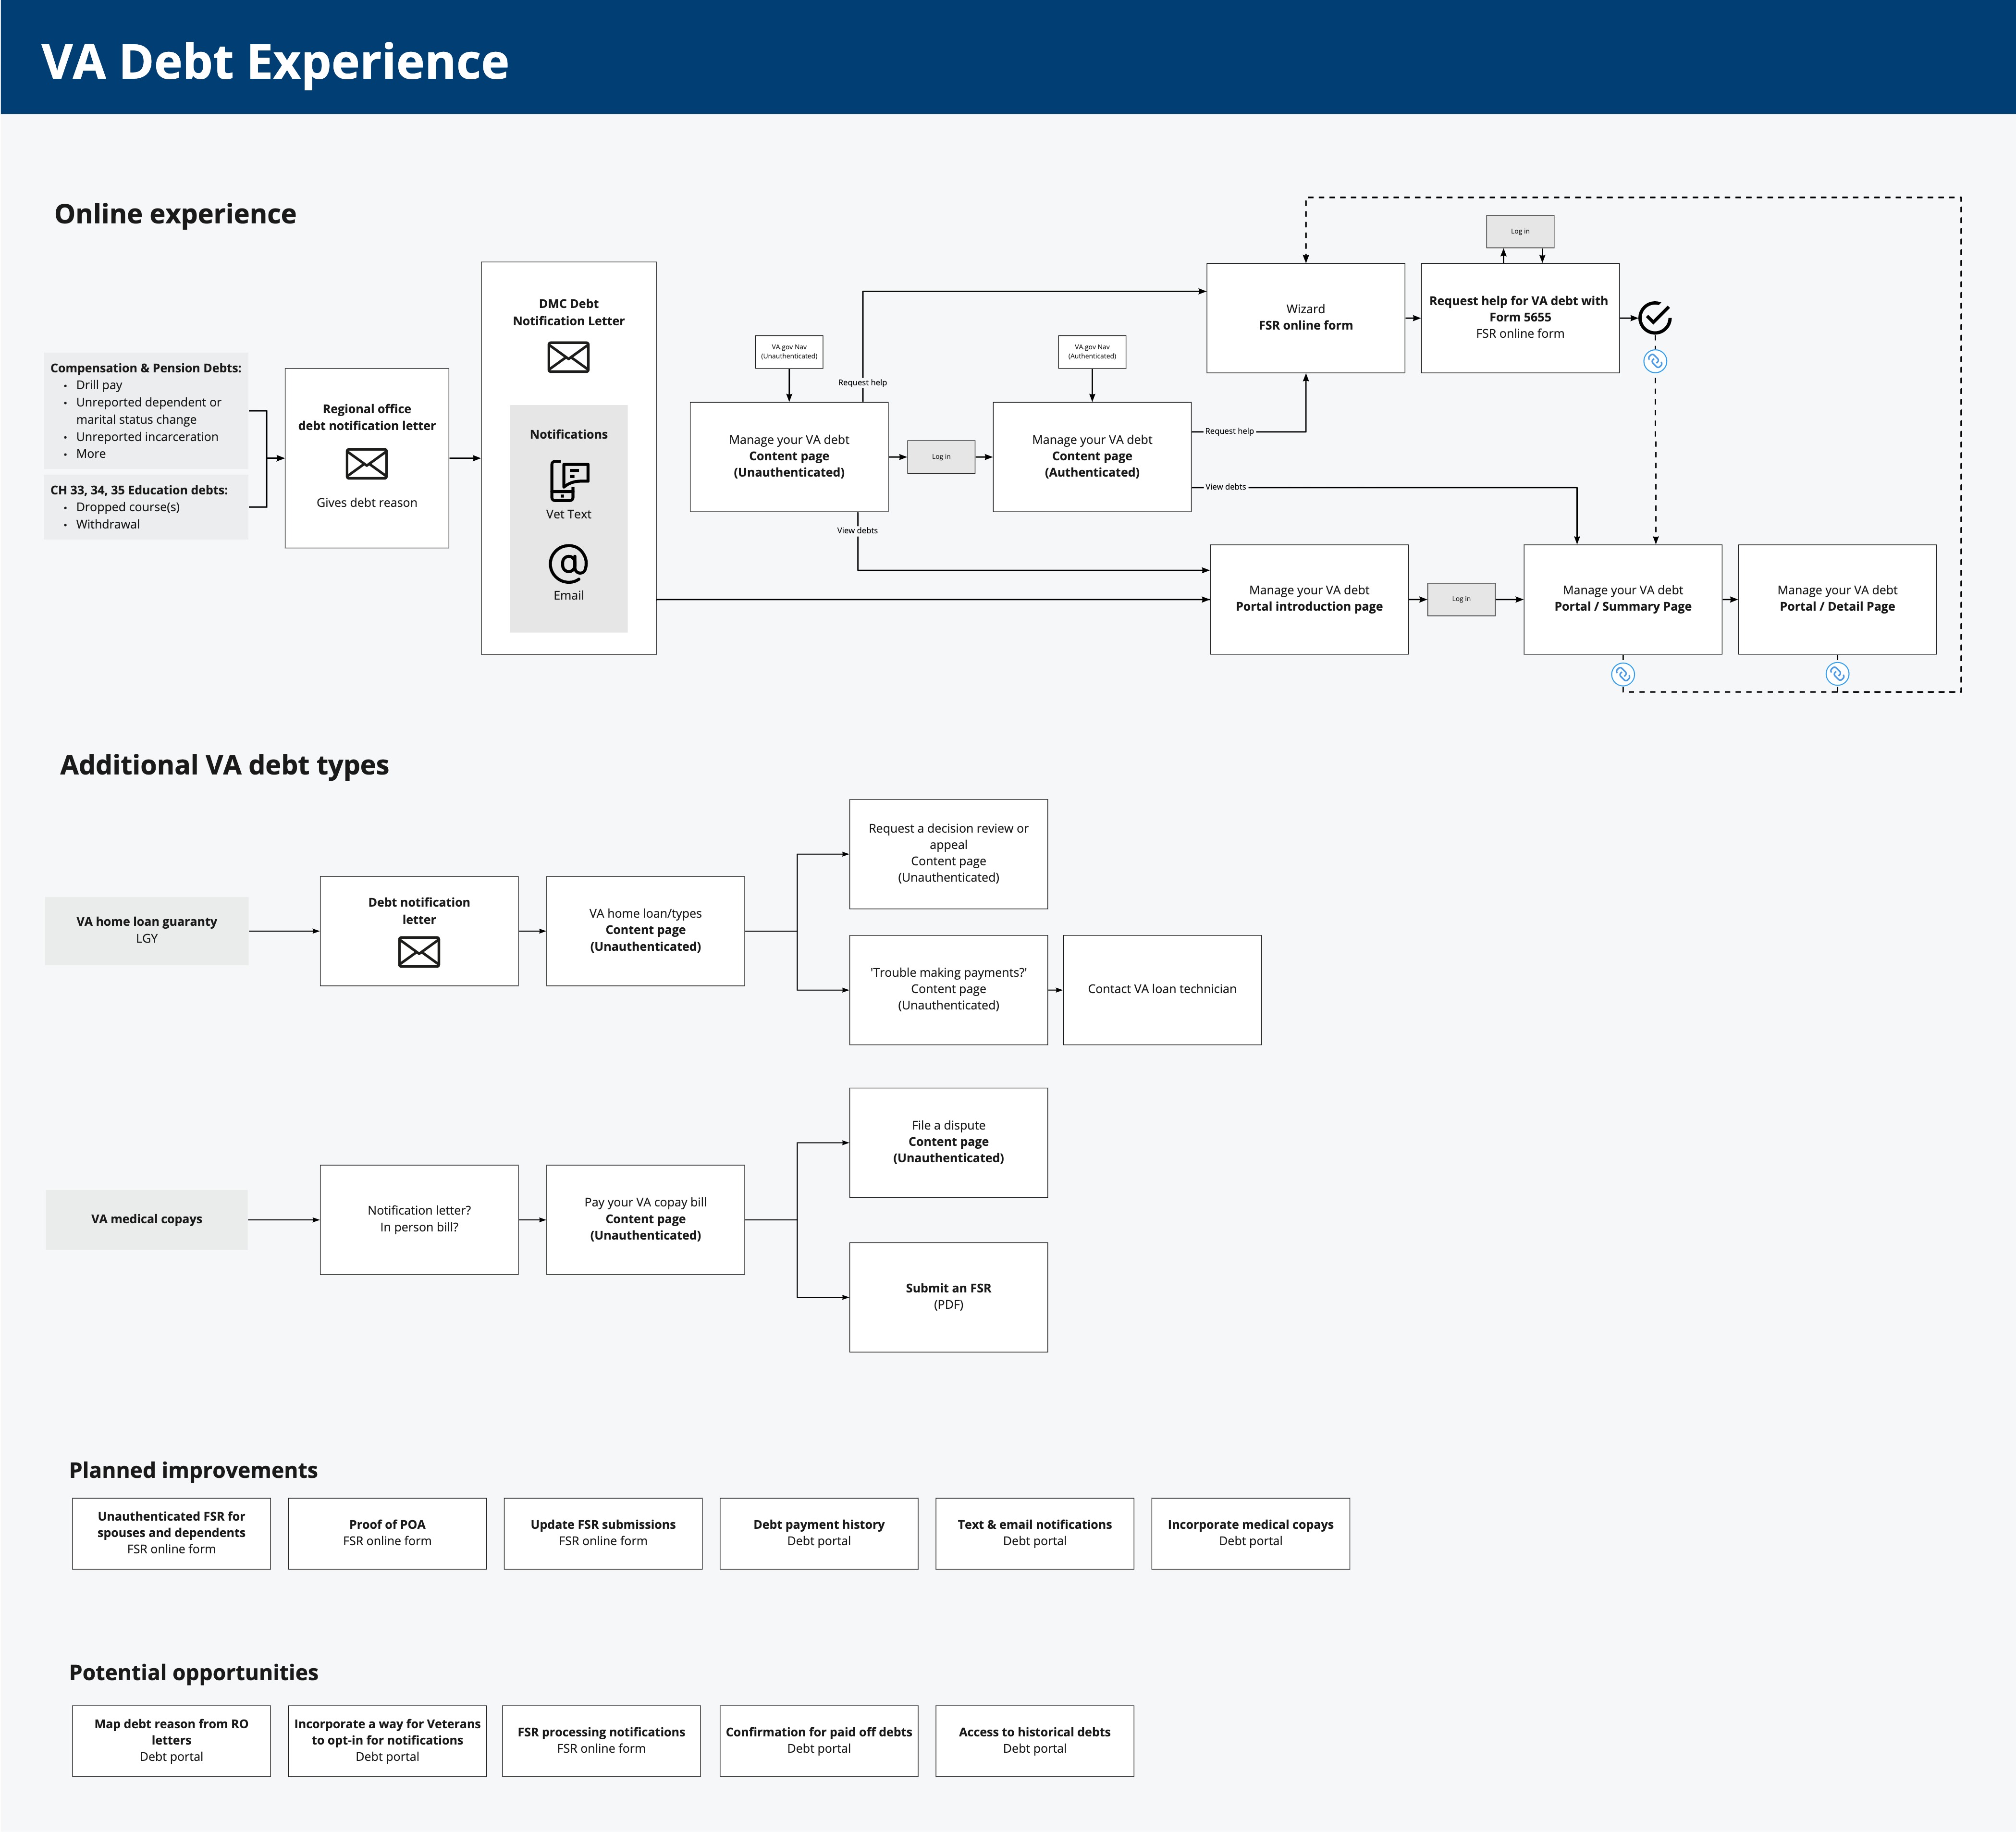 VA Debt Experience
Online experience
Compensation & Pension Debts:
• Drill pay
• Unreported dependent or
marital status change
• Unreported incarceration
• More
CH 33, 34, 35 Education debts:
• Dropped course(s)
• Withdrawal
Regional office
debt notification letter
Gives debt reason
DMC Debt
Notification Letter
Notifications
Vet Text
@
Email
VA.gov Nav
(Unauthenticated)
Manage your VA debt
Content page
(Unauthenticated)
Request help
View debts
Log in
VA.gov Nav
(Authenticated)
Manage your VA debt
Content page
(Authenticated)
Request help
View debts
Wizard
FSR online form
Log in
Request help for VA debt with
Form 5655
FSR online form
Manage your VA debt
Portal introduction page
Log in
Manage your VA debt
Portal / Summary Page
Manage your VA debt
Portal / Detail Page
Additional VA debt types
VA home loan guaranty
LGY
Debt notification
letter
VA home loan/types
Content page
(Unauthenticated)
Request a decision review or
appeal
Content page
(Unauthenticated)
'Trouble making payments?'
Content page
(Unauthenticated)
Contact VA loan technician
VA medical copays
Notification letter?
In person bill?
Pay your VA copay bill
Content page
(Unauthenticated)
File a dispute
Content page
(Unauthenticated)
Submit an FSR
(PDF)
Planned improvements
Unauthenticated FSR for
spouses and dependents
FSR online form
Proof of POA
FSR online form
Update FSR submissions
FSR online form
Debt payment history
Debt portal
Text & email notifications
Debt portal
Incorporate medical copays
Debt portal
Potential opportunities
Map debt reason from RO
letters
Debt portal
Incorporate a way for Veterans
to opt-in for notifications
Debt portal
FSR processing notifications
FSR online form
Confirmation for paid off debts
Debt portal
Access to historical debts
Debt portal